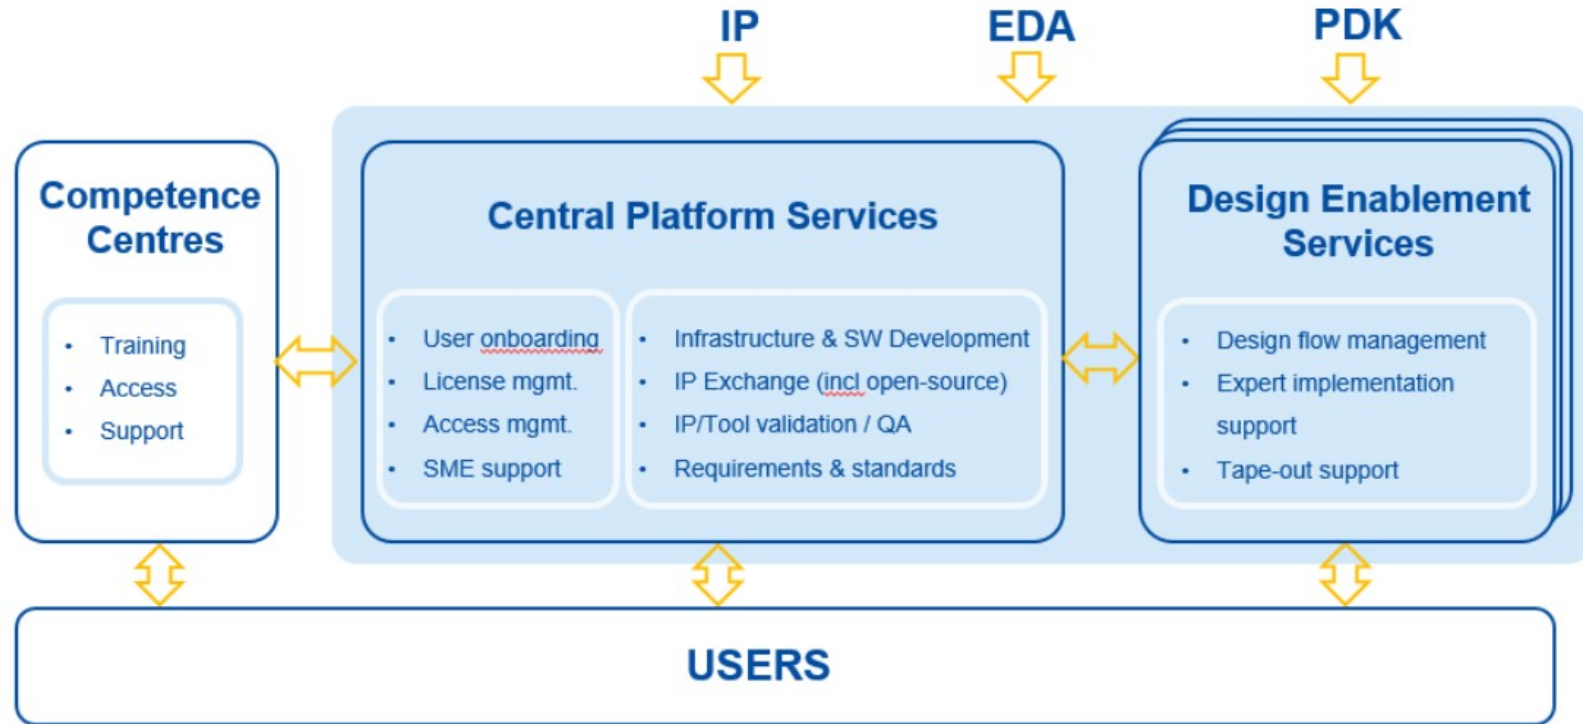 IP
EDA
PDK
Competence
Centres
• Training
• Access
• Support
Central Platform Services
• User onboarding
• License mgmt.
• Access mgmt.
• SME support
• Infrastructure & SW Development
• IP Exchange (incl open-source)
• IP/Tool validation / QA
• Requirements & standards
Design Enablement
Services
• Design flow management
• Expert implementation
support
• Tape-out support
USERS